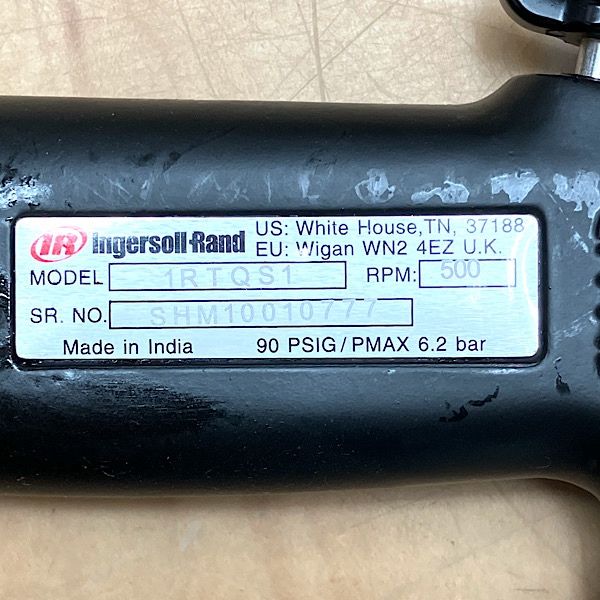 IR Ingersoll-Rand US: White House, TN, 37188
EU: Wigan WN2 4EZ U.K.
MODEL 1RTQS1 RPM: 500
SR. NO. SHM10010777
Made in India 90 PSIG/PMAX 6.2 bar